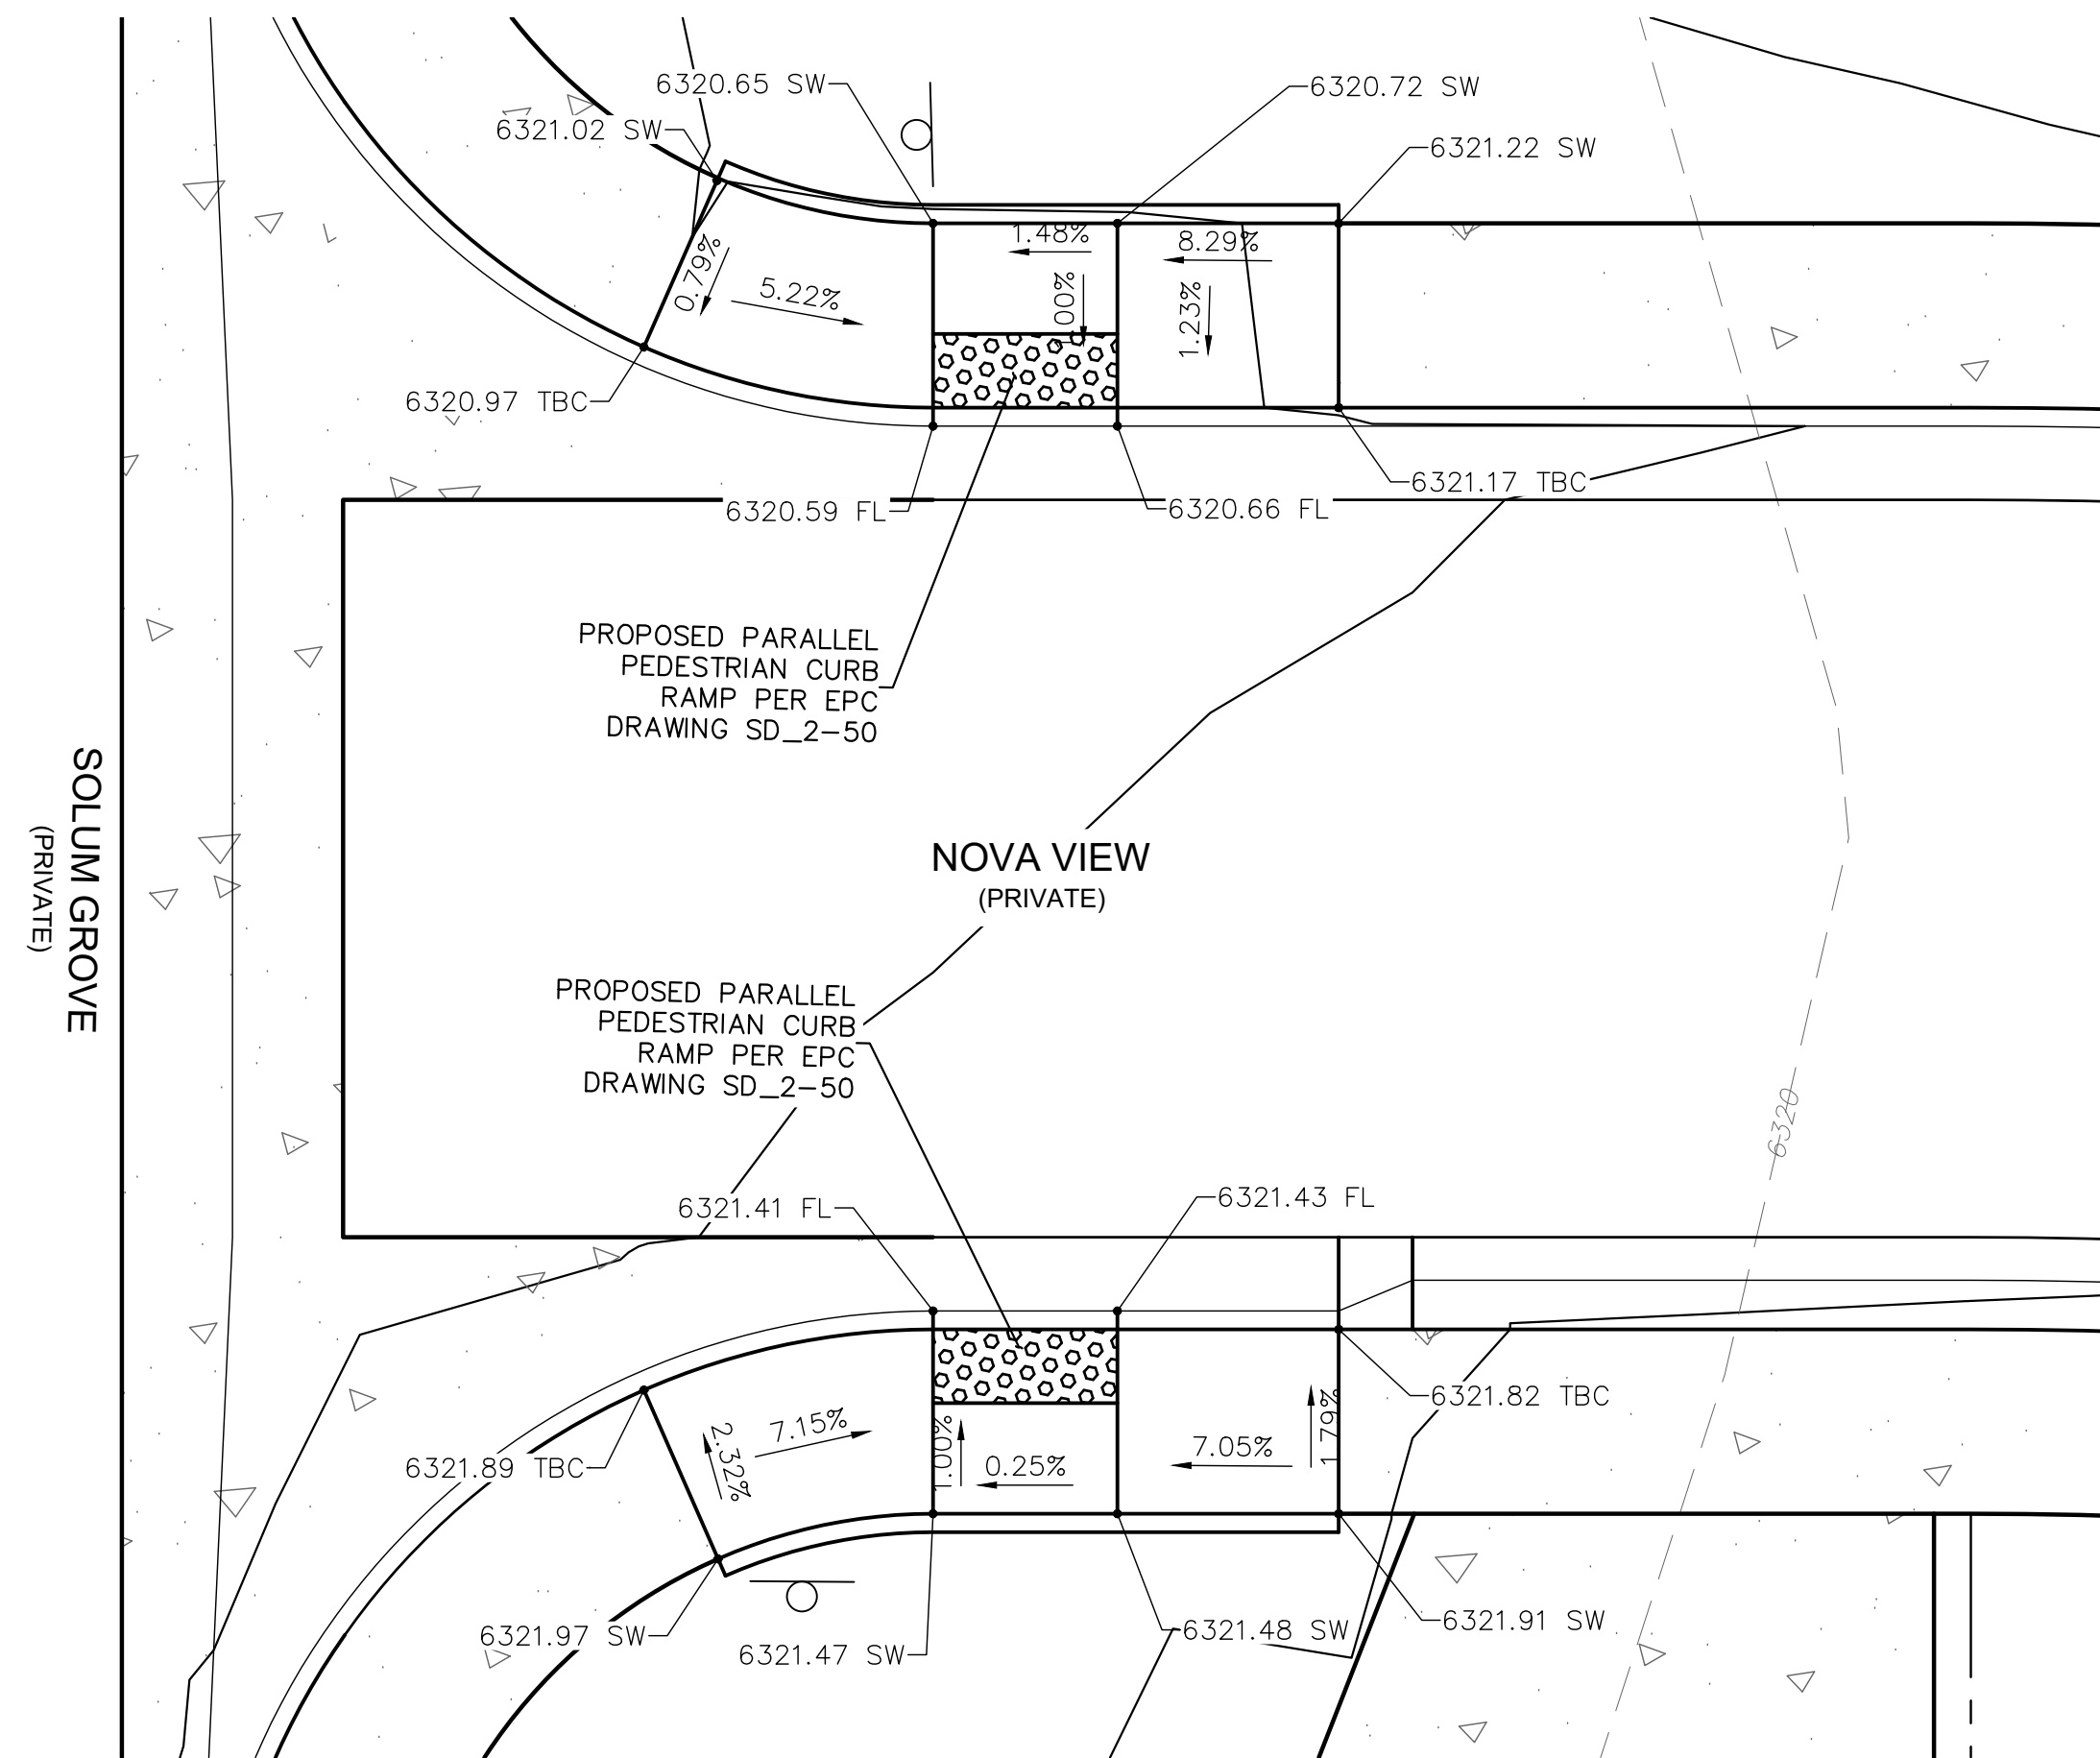 6320.65 SW
6320.72 SW
6321.02 SW
6321.22 SW
1.48%
8.29%
0.79%
5.22%
.00%
1.23%
6320.97 TBC
6321.17 TBC
6320.59 FL
6320.66 FL
PROPOSED PARALLEL
PEDESTRIAN CURB
RAMP PER EPC
DRAWING SD_2-50
SOLUM GROVE
(PRIVATE)
NOVA VIEW
(PRIVATE)
PROPOSED PARALLEL
PEDESTRIAN CURB
RAMP PER EPC
DRAWING SD_2-50
6320
6321.41 FL
6321.43 FL
6321.82 TBC
6321.89 TBC
2.32%
7.15%
1.00%
0.25%
7.05%
1.79%
6321.97 SW
6321.47 SW
6321.48 SW
6321.91 SW